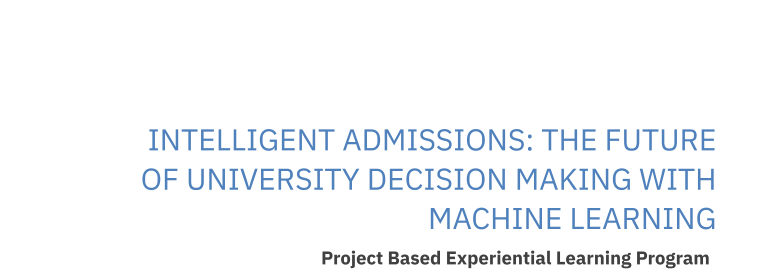 INTELLIGENT ADMISSIONS: THE FUTURE
OF UNIVERSITY DECISION MAKING WITH
MACHINE LEARNING
Project Based Experiential Learning Program